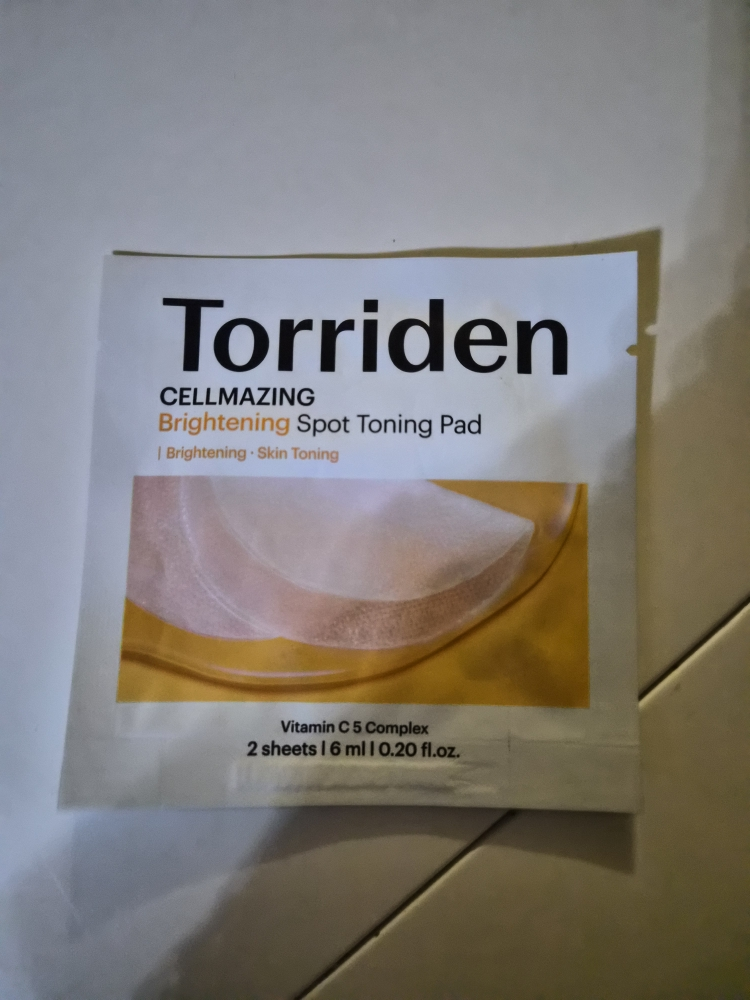 Torriden
CELLMAZING
Brightening Spot Toning Pad
| Brightening · Skin Toning
Vitamin C 5 Complex
2 sheets | 6 ml | 0.20 fl.oz.